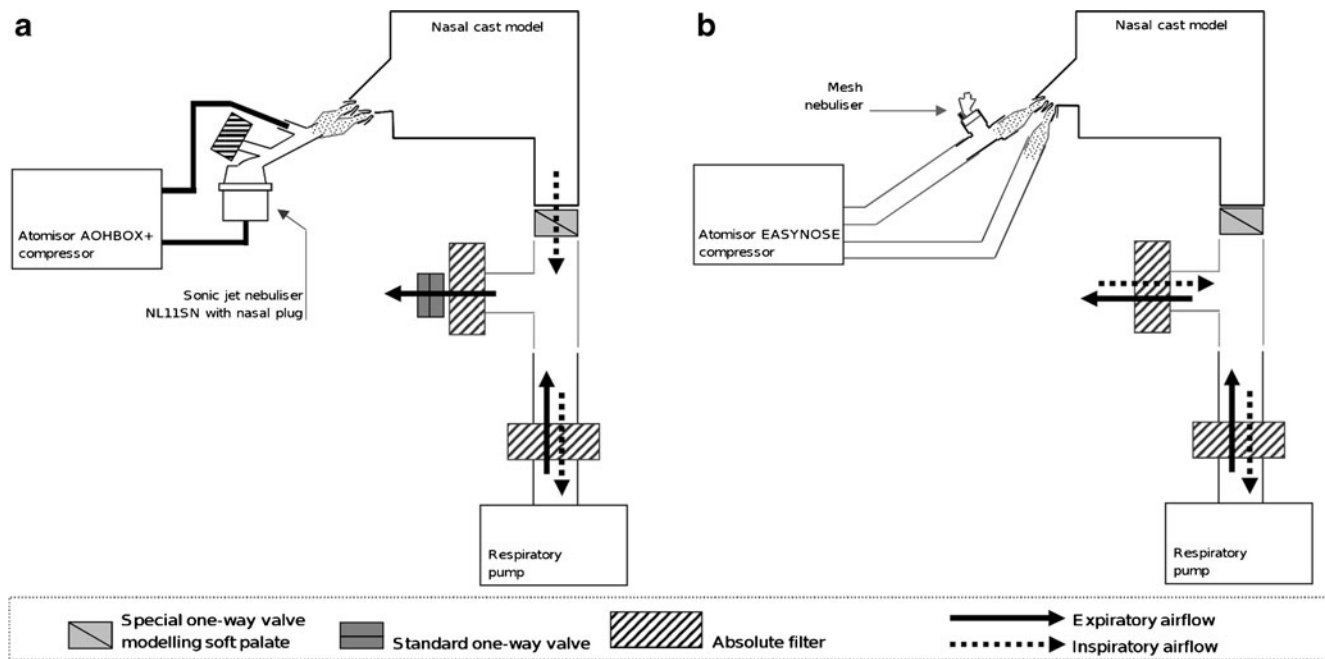 a
Nasal cast model
Atomisor AOHBOX+
compressor
Sonic jet nebuliser
NL11SN with nasal plug
Respiratory
pump
b
Nasal cast model
Mesh
nebuliser
Atomisor EASYNOSE
compressor
Respiratory
pump
Special one-way valve
modelling soft palate
Standard one-way valve
Absolute filter
Expiratory airflow
Inspiratory airflow